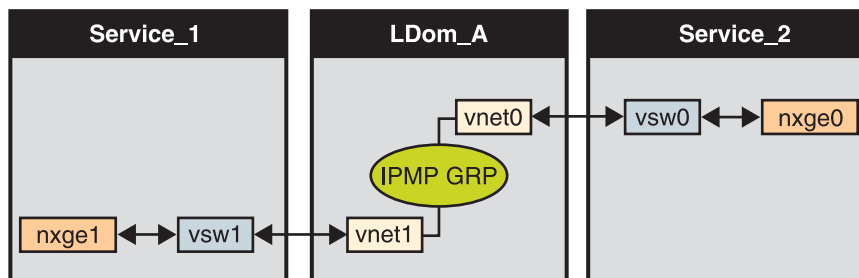 Service_1
LDom_A
Service_2
vnet0
vsw0
nxge0
IPMP GRP
nxge1
vsw1
vnet1